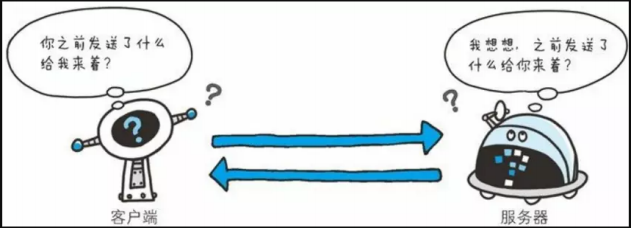 你之前发送了什么
给我来着？
我想想，之前发送了
什么给你来着？
?
?
?
客户端
服务器